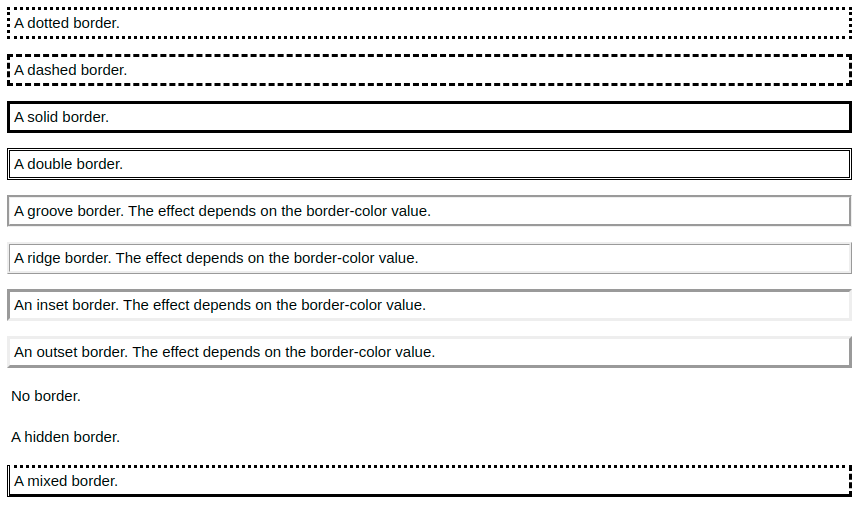 A dotted border.
A dashed border.
A solid border.
A double border.
A groove border. The effect depends on the border-color value.
A ridge border. The effect depends on the border-color value.
An inset border. The effect depends on the border-color value.
An outset border. The effect depends on the border-color value.
No border.
A hidden border.
A mixed border.